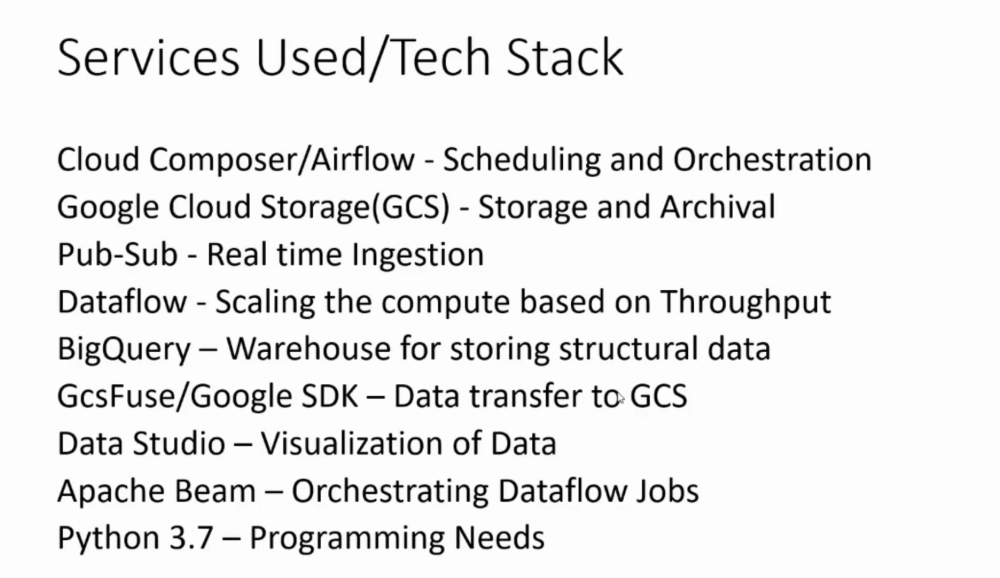 Services Used/Tech Stack
Cloud Composer/Airflow - Scheduling and Orchestration
Google Cloud Storage(GCS) - Storage and Archival
Pub-Sub - Real time Ingestion
Dataflow - Scaling the compute based on Throughput
BigQuery – Warehouse for storing structural data
GcsFuse/Google SDK – Data transfer to GCS
Data Studio – Visualization of Data
Apache Beam – Orchestrating Dataflow Jobs
Python 3.7 – Programming Needs